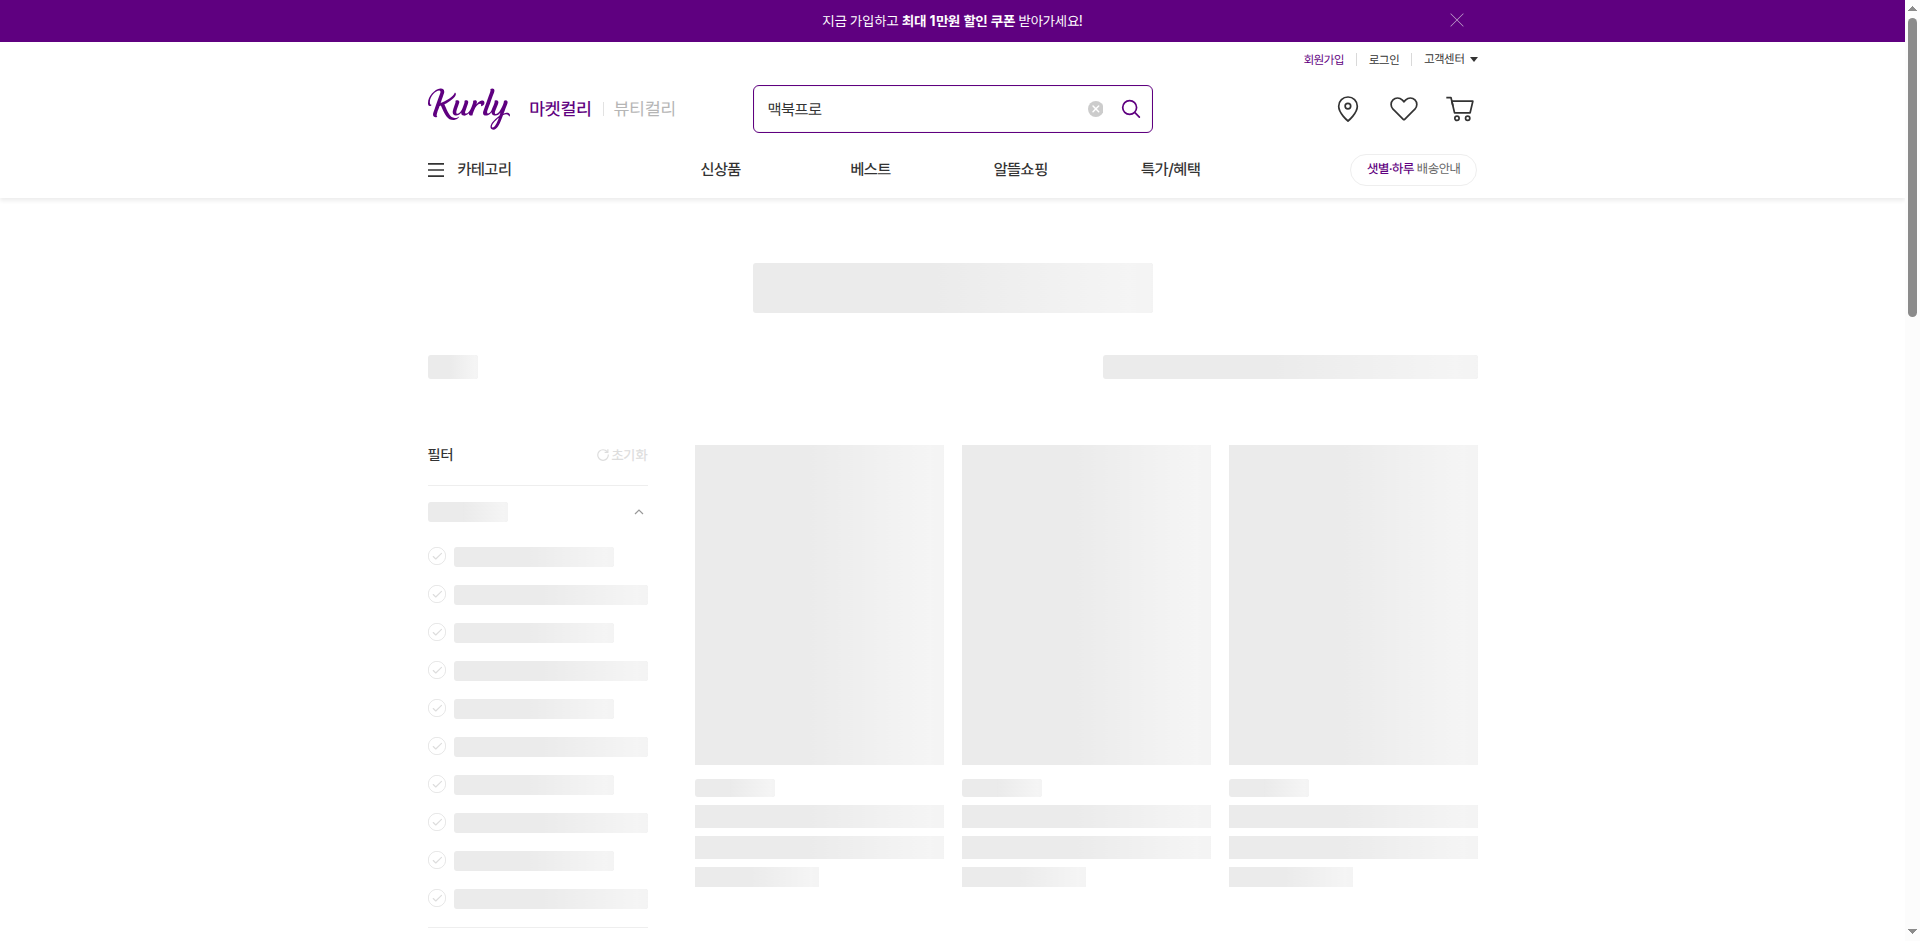 지금 가입하고 최대 1만원 할인 쿠폰 받아가세요!
회원가입
로그인
고객센터
Kurly
마켓컬리
뷰티컬리
맥북프로
카테고리
신상품
베스트
알뜰쇼핑
특가/혜택
샛별·하루 배송안내
필터
초기화